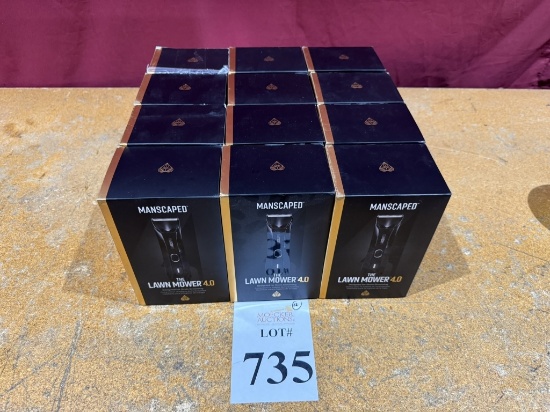 MANSCAPED
THE
LAWN MOWER 4.0
MANSCAPED
THE
LAWN MOWER 4.0
MANSCAPED
THE
LAWN MOWER 4.0
AUCTIONS
LOT#
735